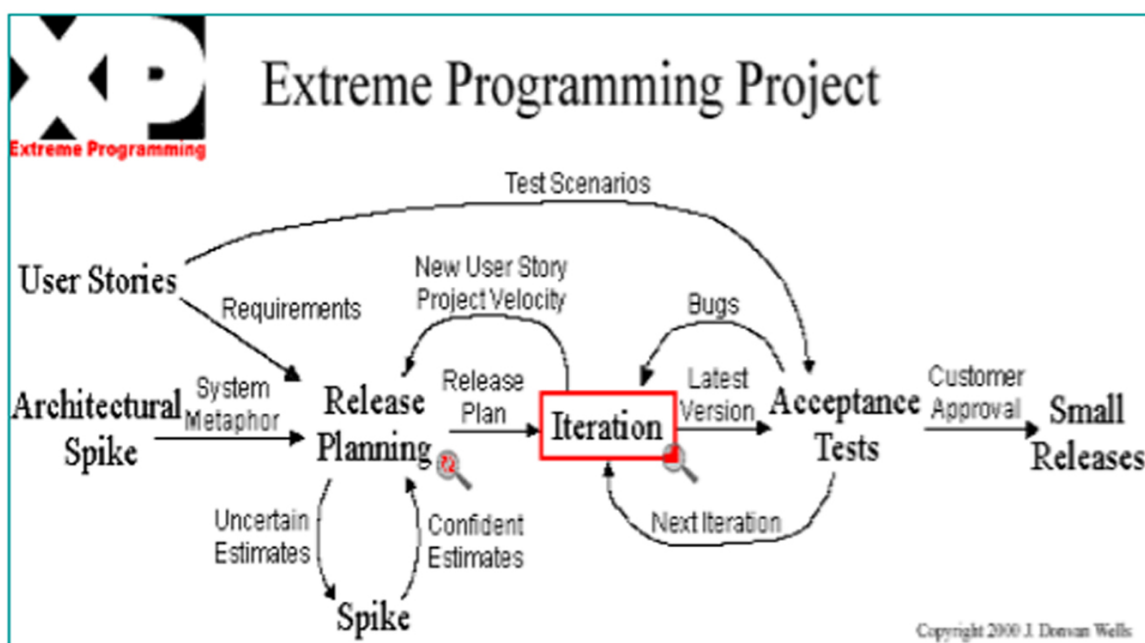 XP
Extreme Programming
Extreme Programming Project
Test Scenarios
User Stories
New User Story
Project Velocity
Bugs
Requirements
Architectural
Spike
System
Metaphor
Release
Planning
Release
Plan
Iteration
Latest
Version
Acceptance
Tests
Customer
Approval
Small
Releases
Uncertain
Estimates
Confident
Estimates
Next Iteration
Spike
Copyright 2000 J. Donvan Wells